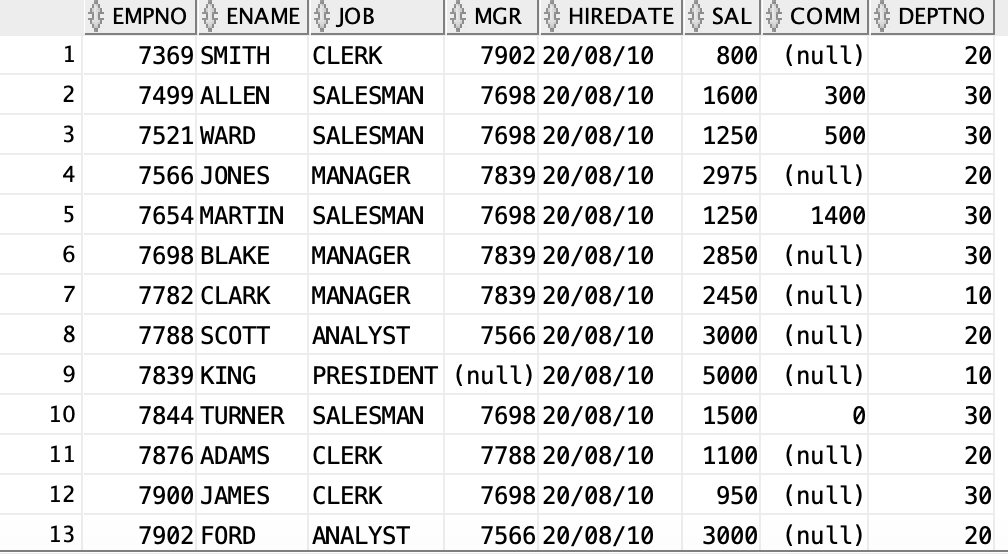 EMPNO ENAME JOB MGR HIREDATE SAL COMM DEPTNO
1 7369 SMITH CLERK 7902 20/08/10 800 (null) 20
2 7499 ALLEN SALESMAN 7698 20/08/10 1600 300 30
3 7521 WARD SALESMAN 7698 20/08/10 1250 500 30
4 7566 JONES MANAGER 7839 20/08/10 2975 (null) 20
5 7654 MARTIN SALESMAN 7698 20/08/10 1250 1400 30
6 7698 BLAKE MANAGER 7839 20/08/10 2850 (null) 30
7 7782 CLARK MANAGER 7839 20/08/10 2450 (null) 10
8 7788 SCOTT ANALYST 7566 20/08/10 3000 (null) 20
9 7839 KING PRESIDENT (null) 20/08/10 5000 (null) 10
10 7844 TURNER SALESMAN 7698 20/08/10 1500 0 30
11 7876 ADAMS CLERK 7788 20/08/10 1100 (null) 20
12 7900 JAMES CLERK 7698 20/08/10 950 (null) 30
13 7902 FORD ANALYST 7566 20/08/10 3000 (null) 20